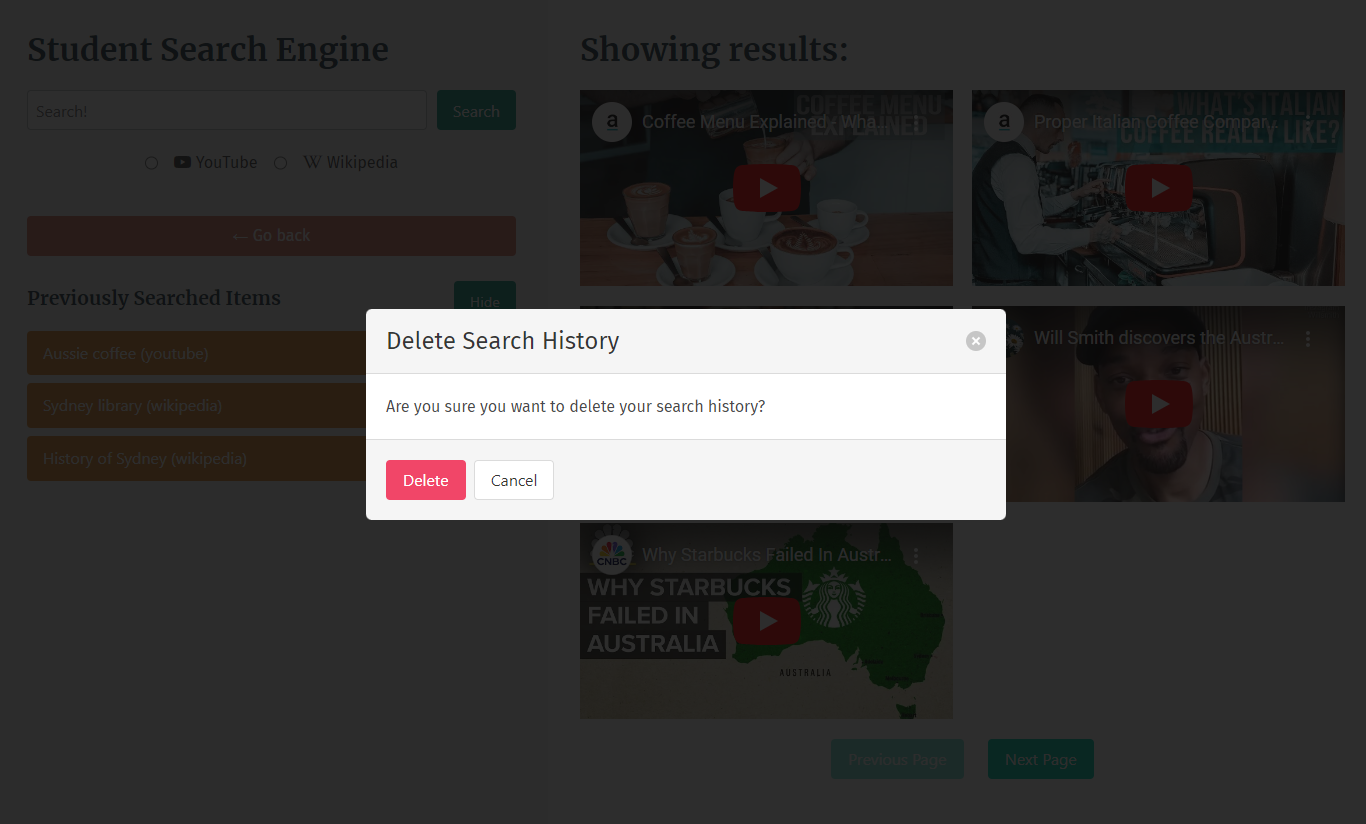 Student Search Engine
Search!
Search
YouTube
Wikipedia
← Go back
Previously Searched Items
Hide
Aussie coffee (youtube)
Sydney library (wikipedia)
History of Sydney (wikipedia)
Showing results:
Coffee Menu Explained - Wha...
COFFEE MENU
EXPLAINED
a
Proper Italian Coffee Compar...
WHAT'S ITALIAN
COFFEE REALLY LIKE?
a
Will Smith discovers the Austr...
Delete Search History
Are you sure you want to delete your search history?
Delete
Cancel
CNBC
Why Starbucks Failed In Austr...
WHY STARBUCKS
FAILED IN
AUSTRALIA
AUSTRALIA
Previous Page
Next Page